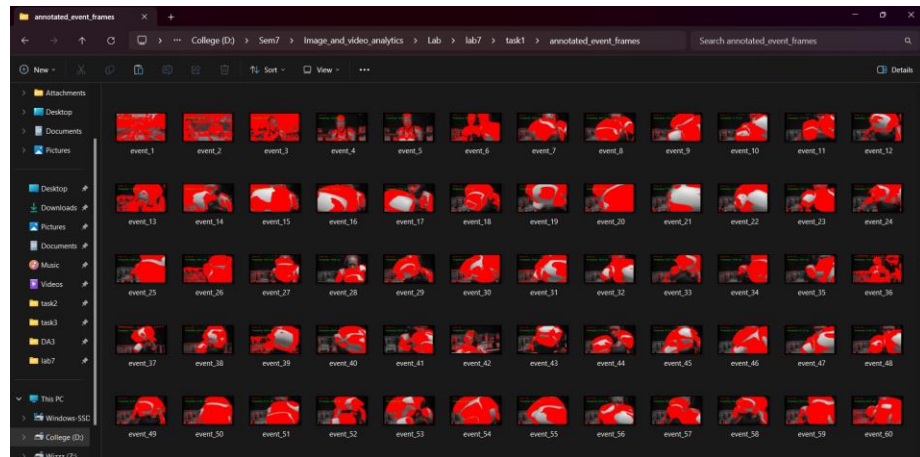 annotated_event_frames
College (D:) > Sem7 > Image_and_video_analytics > Lab > lab7 > task1 > annotated_event_frames
Search annotated_event_frames
New
Sort
View
Details
Attachments
Desktop
Documents
Pictures
Desktop
Downloads
Pictures
Documents
Music
Videos
task2
task3
DA3
lab7
This PC
Windows-SSD
College (D:)
event_1 event_2 event_3 event_4 event_5 event_6 event_7 event_8 event_9 event_10 event_11 event_12
event_13 event_14 event_15 event_16 event_17 event_18 event_19 event_20 event_21 event_22 event_23 event_24
event_25 event_26 event_27 event_28 event_29 event_30 event_31 event_32 event_33 event_34 event_35 event_36
event_37 event_38 event_39 event_40 event_41 event_42 event_43 event_44 event_45 event_46 event_47 event_48
event_49 event_50 event_51 event_52 event_53 event_54 event_55 event_56 event_57 event_58 event_59 event_60